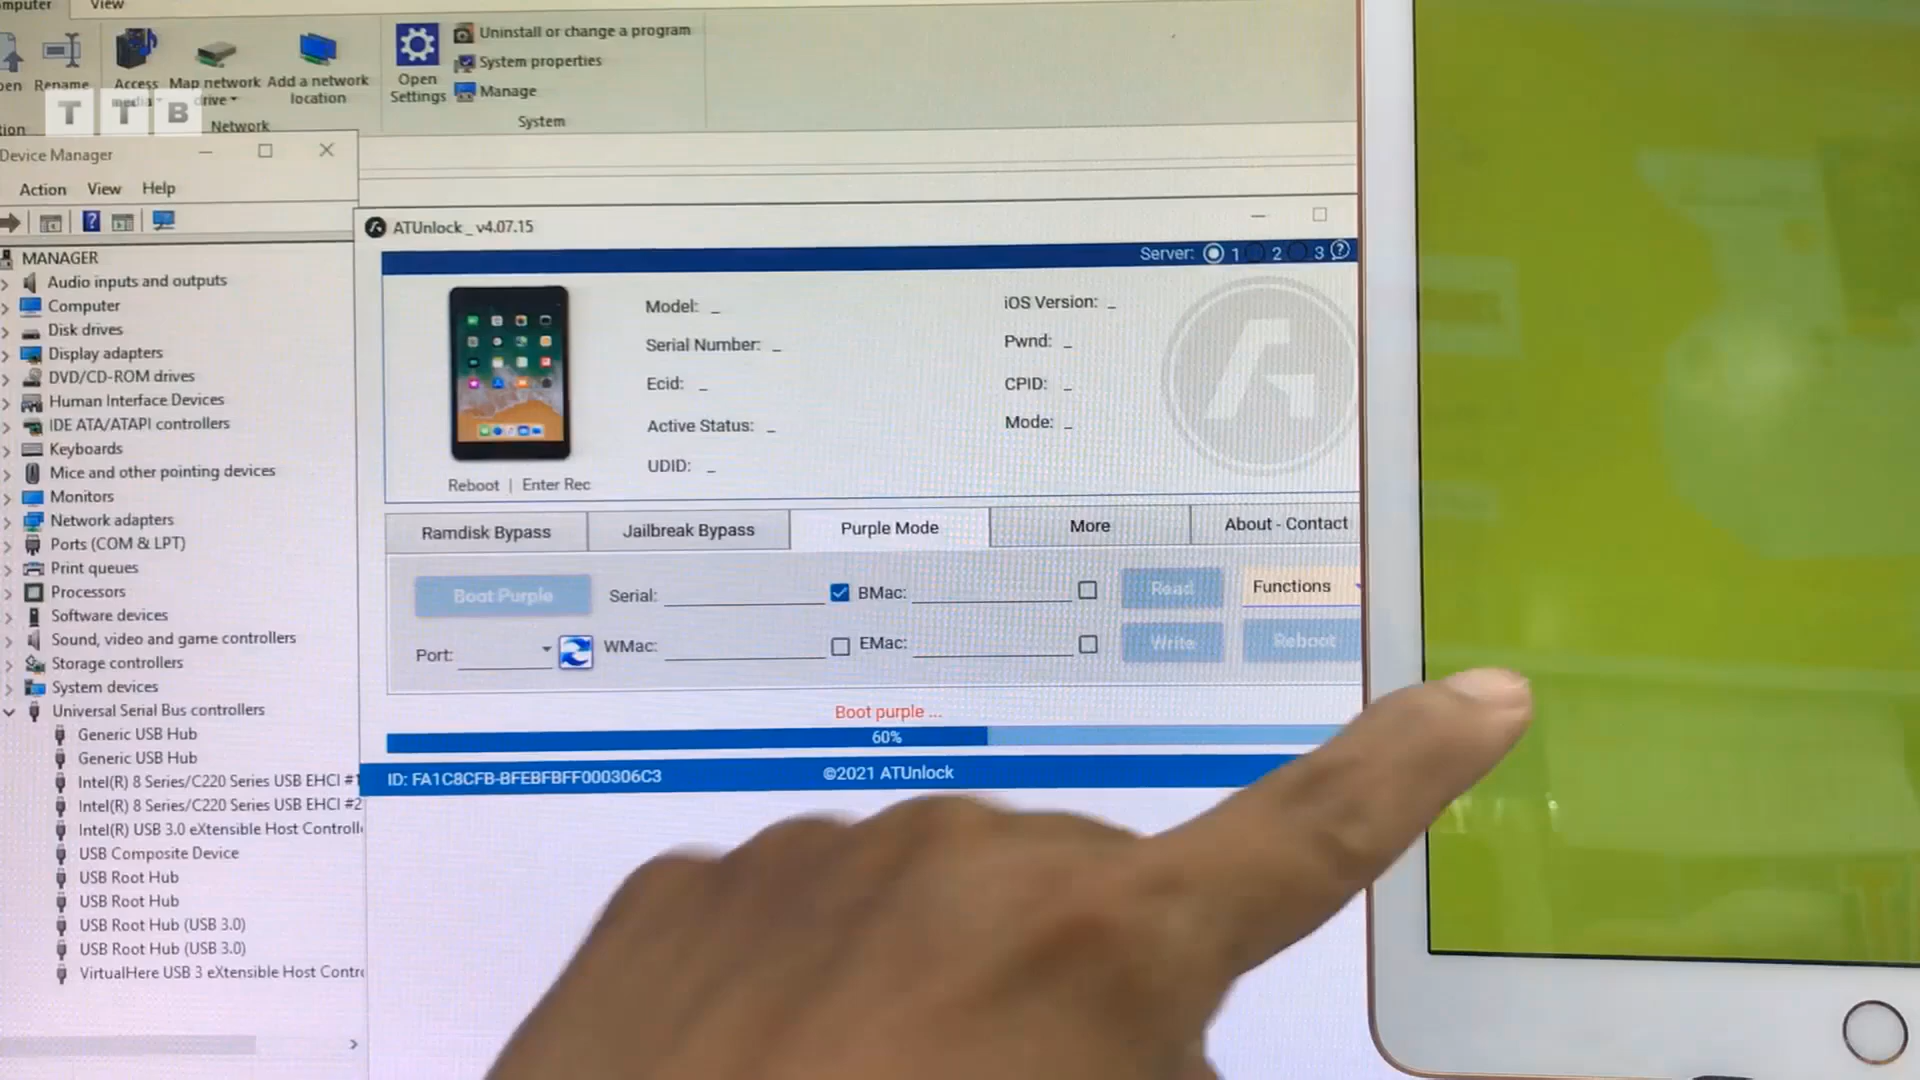 mputer View
Uninstall or change a program
System properties
Manage
pen Rename Access media Map network drive Add a network location Open Settings
tion Network System
T T B
Device Manager
Action View Help
MANAGER
Audio inputs and outputs
Computer
Disk drives
Display adapters
DVD/CD-ROM drives
Human Interface Devices
IDE ATA/ATAPI controllers
Keyboards
Mice and other pointing devices
Monitors
Network adapters
Ports (COM & LPT)
Print queues
Processors
Software devices
Sound, video and game controllers
Storage controllers
System devices
Universal Serial Bus controllers
Generic USB Hub
Generic USB Hub
Intel(R) 8 Series/C220 Series USB EHCI #1
Intel(R) 8 Series/C220 Series USB EHCI #2
Intel(R) USB 3.0 eXtensible Host Controll
USB Composite Device
USB Root Hub
USB Root Hub
USB Root Hub (USB 3.0)
USB Root Hub (USB 3.0)
VirtualHere USB 3 eXtensible Host Contr
ATUnlock_ v4.07.15
Server: 1 2 3 ?
Model: _
iOS Version: _
Serial Number: _
Pwnd: _
Ecid: _
CPID: _
Active Status: _
Mode: _
UDID: _
Reboot | Enter Rec
Ramdisk Bypass Jailbreak Bypass Purple Mode More About - Contact
Boot Purple Serial: BMac: Read Functions
Port: WMac: EMac: Write Reboot
Boot purple ...
60%
ID: FA1C8CFB-BFEBFBFF000306C3 ©2021 ATUnlock